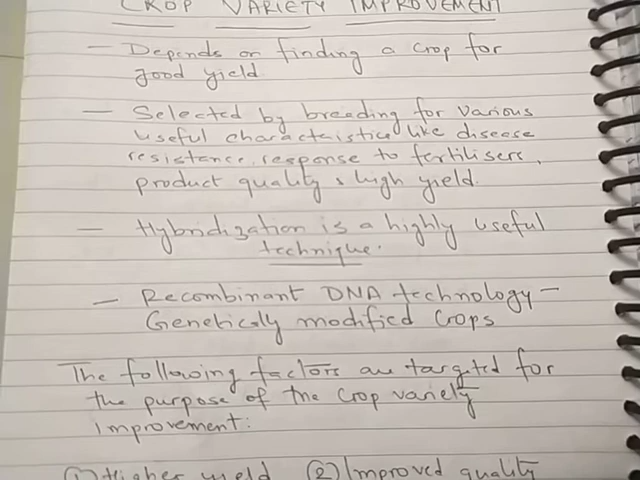 CROP VARIETY IMPROVEMENT
- Depends on finding a crop for
good yield
- Selected by breeding for various
useful characteristics like disease
resistance, response to fertilisers,
product quality & high yield.
- Hybridization is a highly useful
technique.
- Recombinant DNA technology -
Genetically modified Crops
The following factors are targeted for
the purpose of the Crop variety
improvement:
(1) Higher yield (2) Improved quality